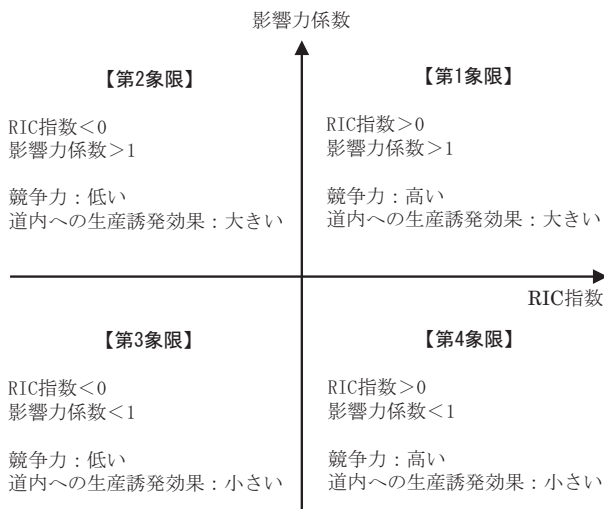 影響力係数
【第2象限】
RIC指数＜0
影響力係数＞1
競争力：低い
道内への生産誘発効果：大きい
【第1象限】
RIC指数＞0
影響力係数＞1
競争力：高い
道内への生産誘発効果：大きい
RIC指数
【第3象限】
RIC指数＜0
影響力係数＜1
競争力：低い
道内への生産誘発効果：小さい
【第4象限】
RIC指数＞0
影響力係数＜1
競争力：高い
道内への生産誘発効果：小さい